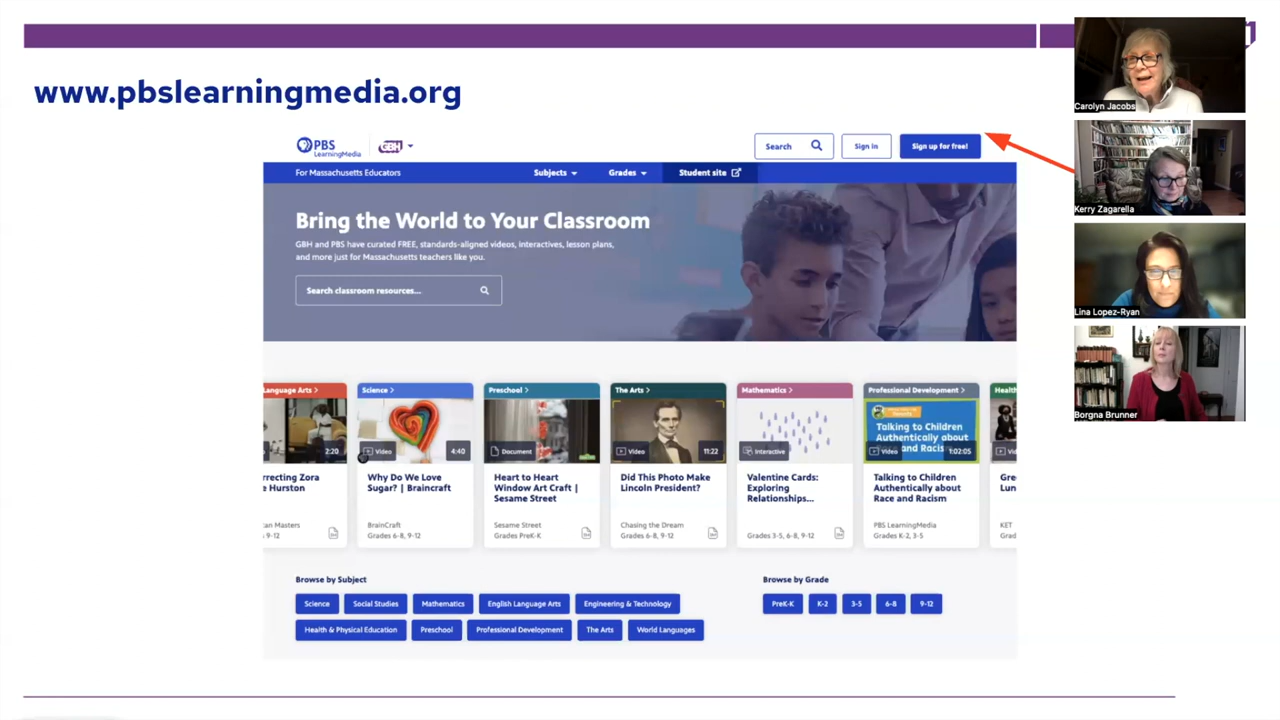 www.pbslearningmedia.org
PBS
LearningMedia
GBH
Search
Sign in
Sign up for free!
For Massachusetts Educators
Subjects
Grades
Student site
Bring the World to Your Classroom
GBH and PBS have curated FREE, standards-aligned videos, interactives, lesson plans,
and more just for Massachusetts teachers like you.
Search classroom resources...
Language Arts >
2:20
rrecting Zora
e Hurston
can Masters
9-12
Science >
Video
4:40
Why Do We Love
Sugar? | Braincraft
BrainCraft
Grades 6-8, 9-12
Preschool >
Document
Heart to Heart
Window Art Craft |
Sesame Street
Sesame Street
Grades PreK-K
The Arts >
Video
11:22
Did This Photo Make
Lincoln President?
Chasing the Dream
Grades 6-8, 9-12
Mathematics >
Interactive
Valentine Cards:
Exploring
Relationships...
Grades 3-5, 6-8, 9-12
Professional Development >
Talking to Children
Authentically about
Race and Racis
Video
1:02:05
Talking to Children
Authentically about
Race and Racism
PBS LearningMedia
Grades K-2, 3-5
Health
Vid
Gre
Lun
KET
Grad
Browse by Subject
Science
Social Studies
Mathematics
English Language Arts
Engineering & Technology
Health & Physical Education
Preschool
Professional Development
The Arts
World Languages
Browse by Grade
PreK-K
K-2
3-5
6-8
9-12
Carolyn Jacobs
Kerry Zagarella
Lina Lopez-Ryan
Borgna Brunner